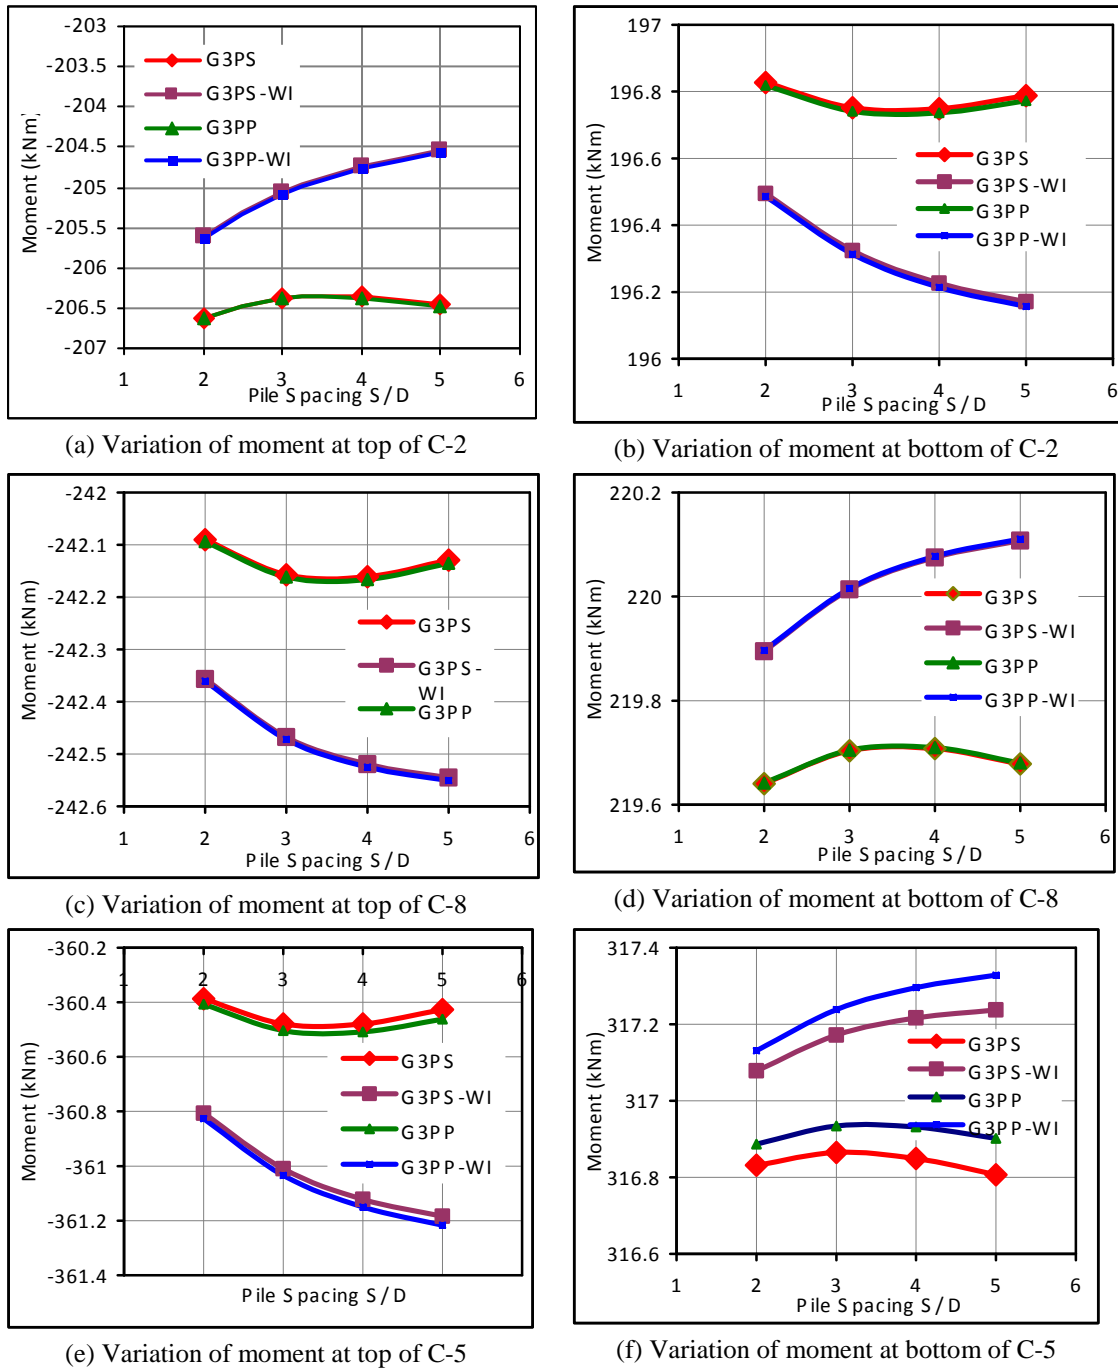 -203
-203.5
-204
-204.5
-205
-205.5
-206
-206.5
-207
1 2 3 4 5 6
Moment (kNm)
Pile Spacing S/D
G3PS
G3PS-WI
G3PP
G3PP-WI
(a) Variation of moment at top of C-2
197
196.8
196.6
196.4
196.2
196
1 2 3 4 5 6
Moment (kNm)
Pile Spacing S/D
G3PS
G3PS-WI
G3PP
G3PP-WI
(b) Variation of moment at bottom of C-2
-242
-242.1
-242.2
-242.3
-242.4
-242.5
-242.6
1 2 3 4 5 6
Moment (kNm)
Pile Spacing S/D
G3PS
G3PS-
WI
G3PP
(c) Variation of moment at top of C-8
220.2
220
219.8
219.6
1 2 3 4 5 6
Moment (kNm)
Pile Spacing S/D
G3PS
G3PS-WI
G3PP
G3PP-WI
(d) Variation of moment at bottom of C-8
-360.2
-360.4
-360.6
-360.8
-361
-361.2
-361.4
1 2 3 4 5 6
Moment (kNm)
Pile Spacing S/D
G3PS
G3PS-WI
G3PP
G3PP-WI
(e) Variation of moment at top of C-5
317.4
317.2
317
316.8
316.6
1 2 3 4 5 6
Moment (kNm)
Pile Spacing S/D
G3PS
G3PS-WI
G3PP
G3PP-WI
(f) Variation of moment at bottom of C-5